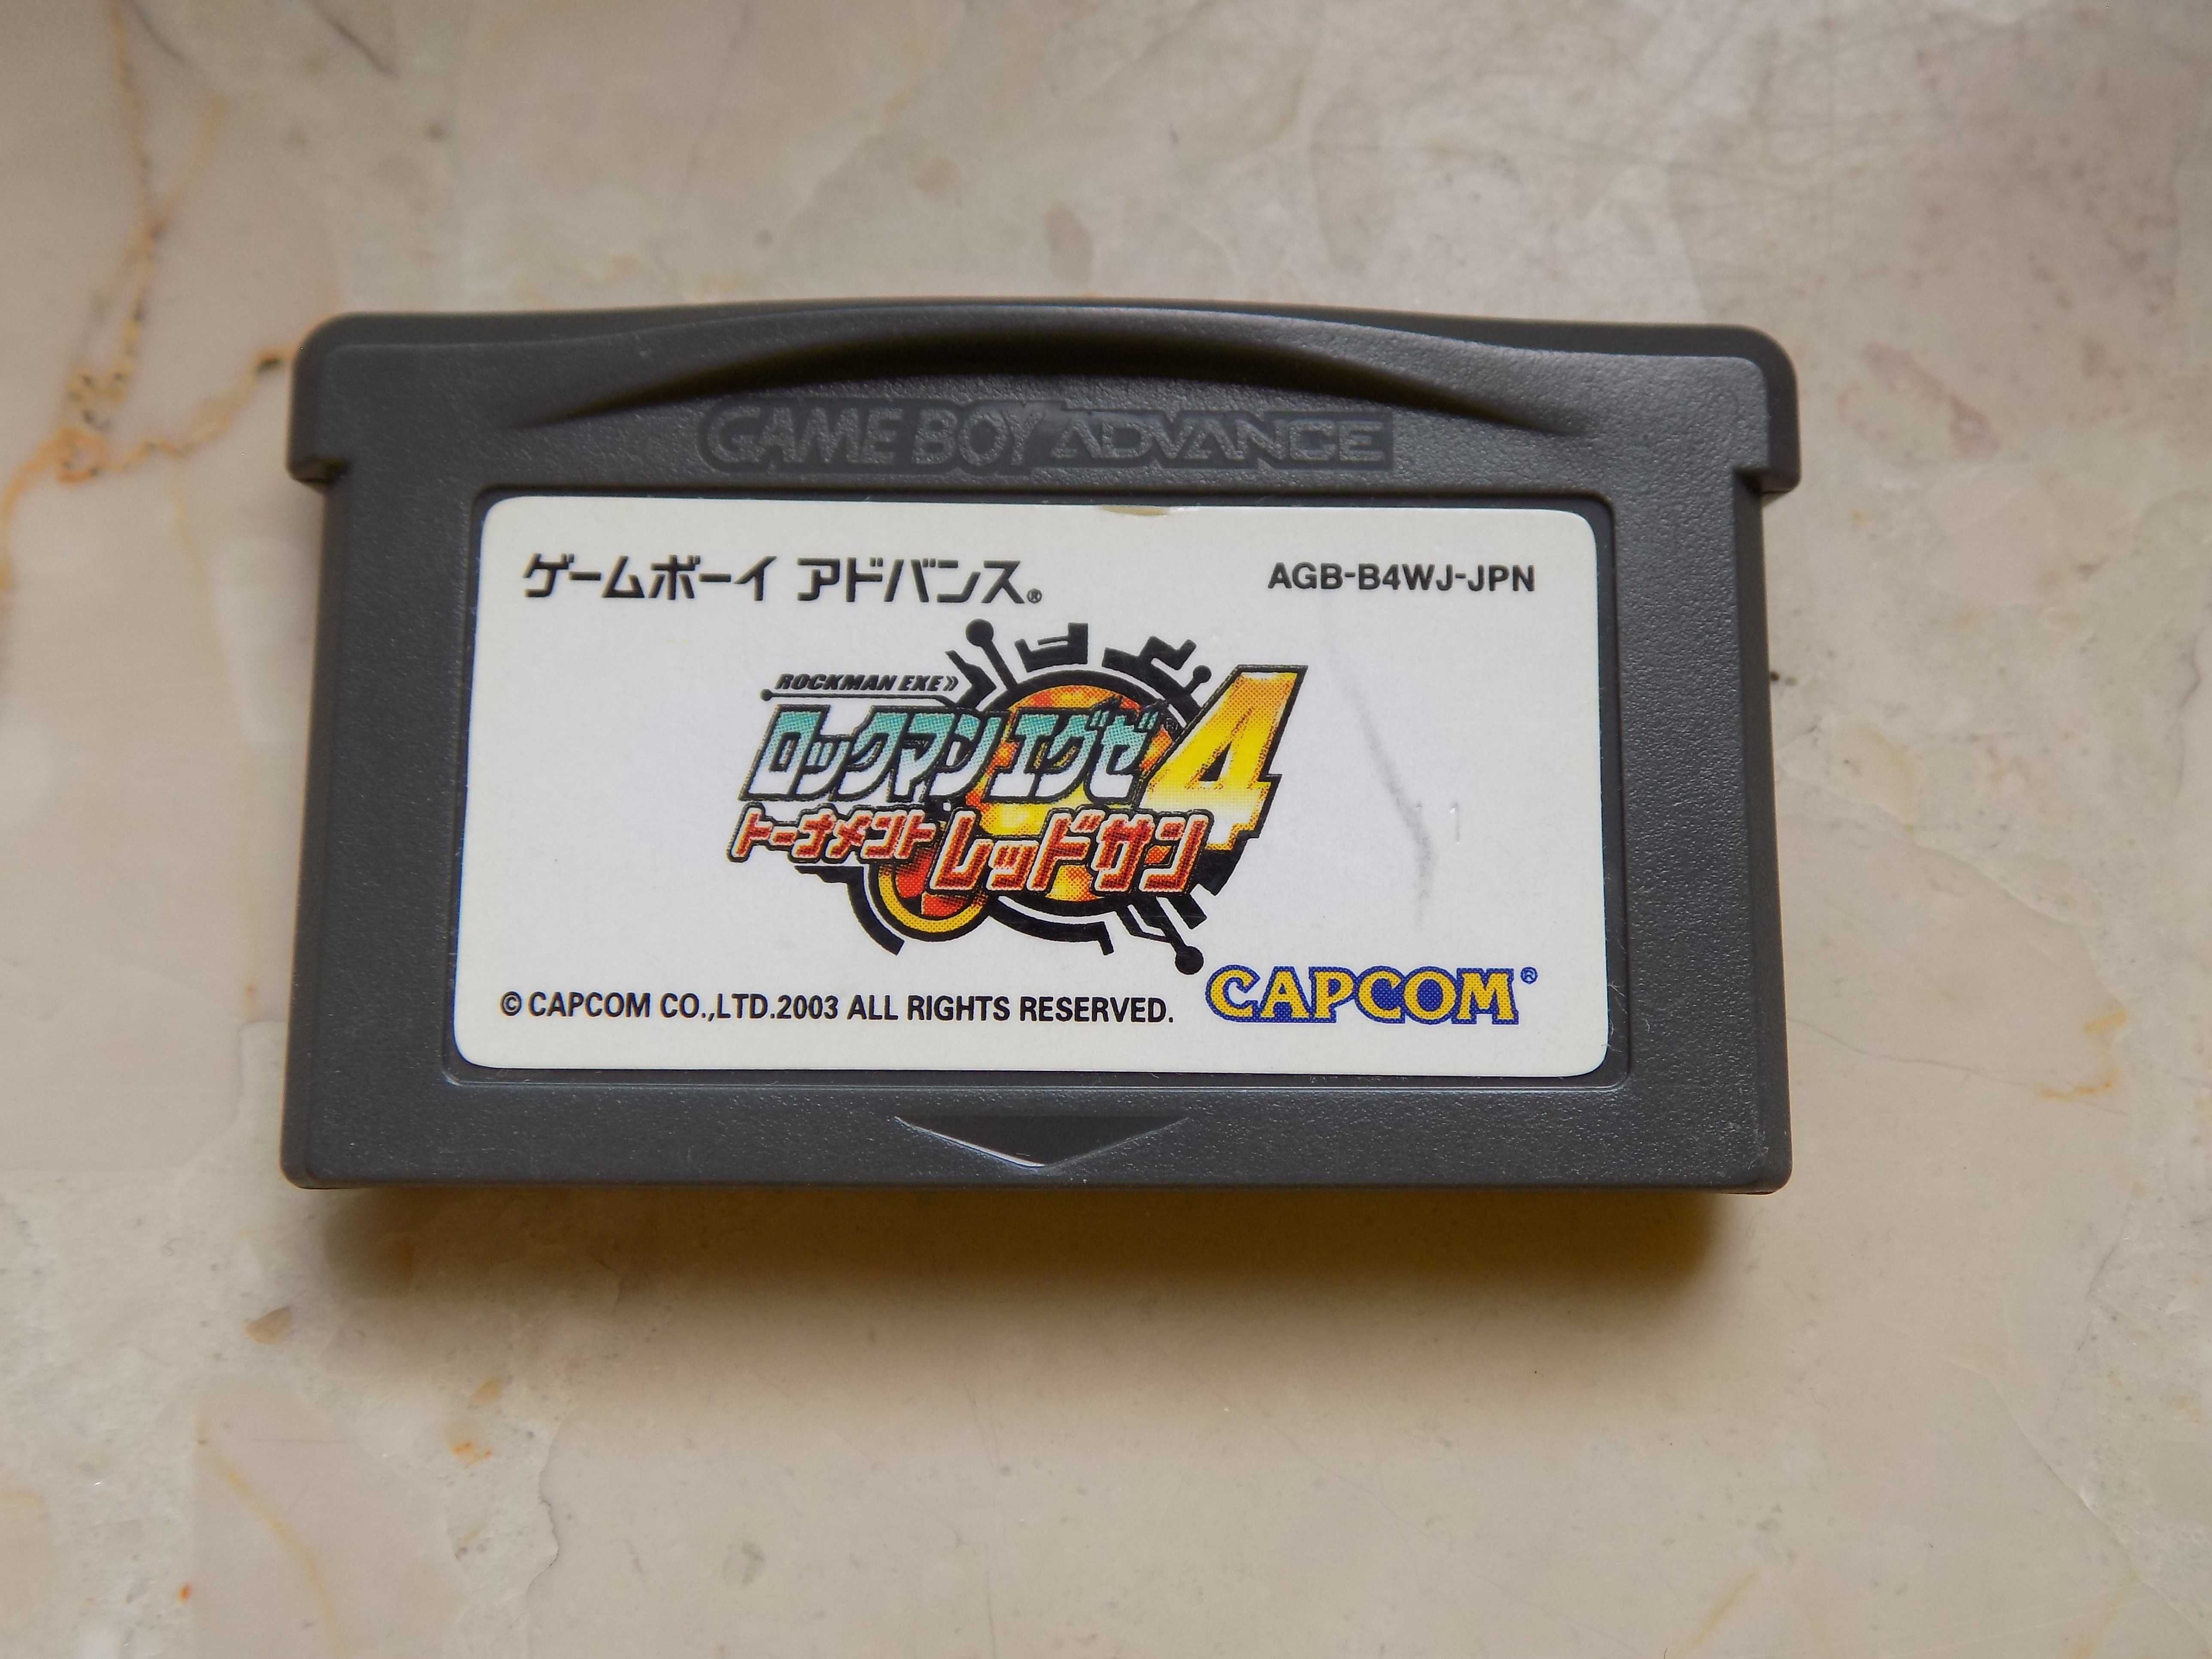 GAME BOY ADVANCE
ゲームボーイ アドバンス®
AGB-B4WJ-JPN
ROCKMAN EXE
ロックマン エグゼ 4
トーナメント レッドサン
© CAPCOM CO.,LTD.2003 ALL RIGHTS RESERVED.
CAPCOM®